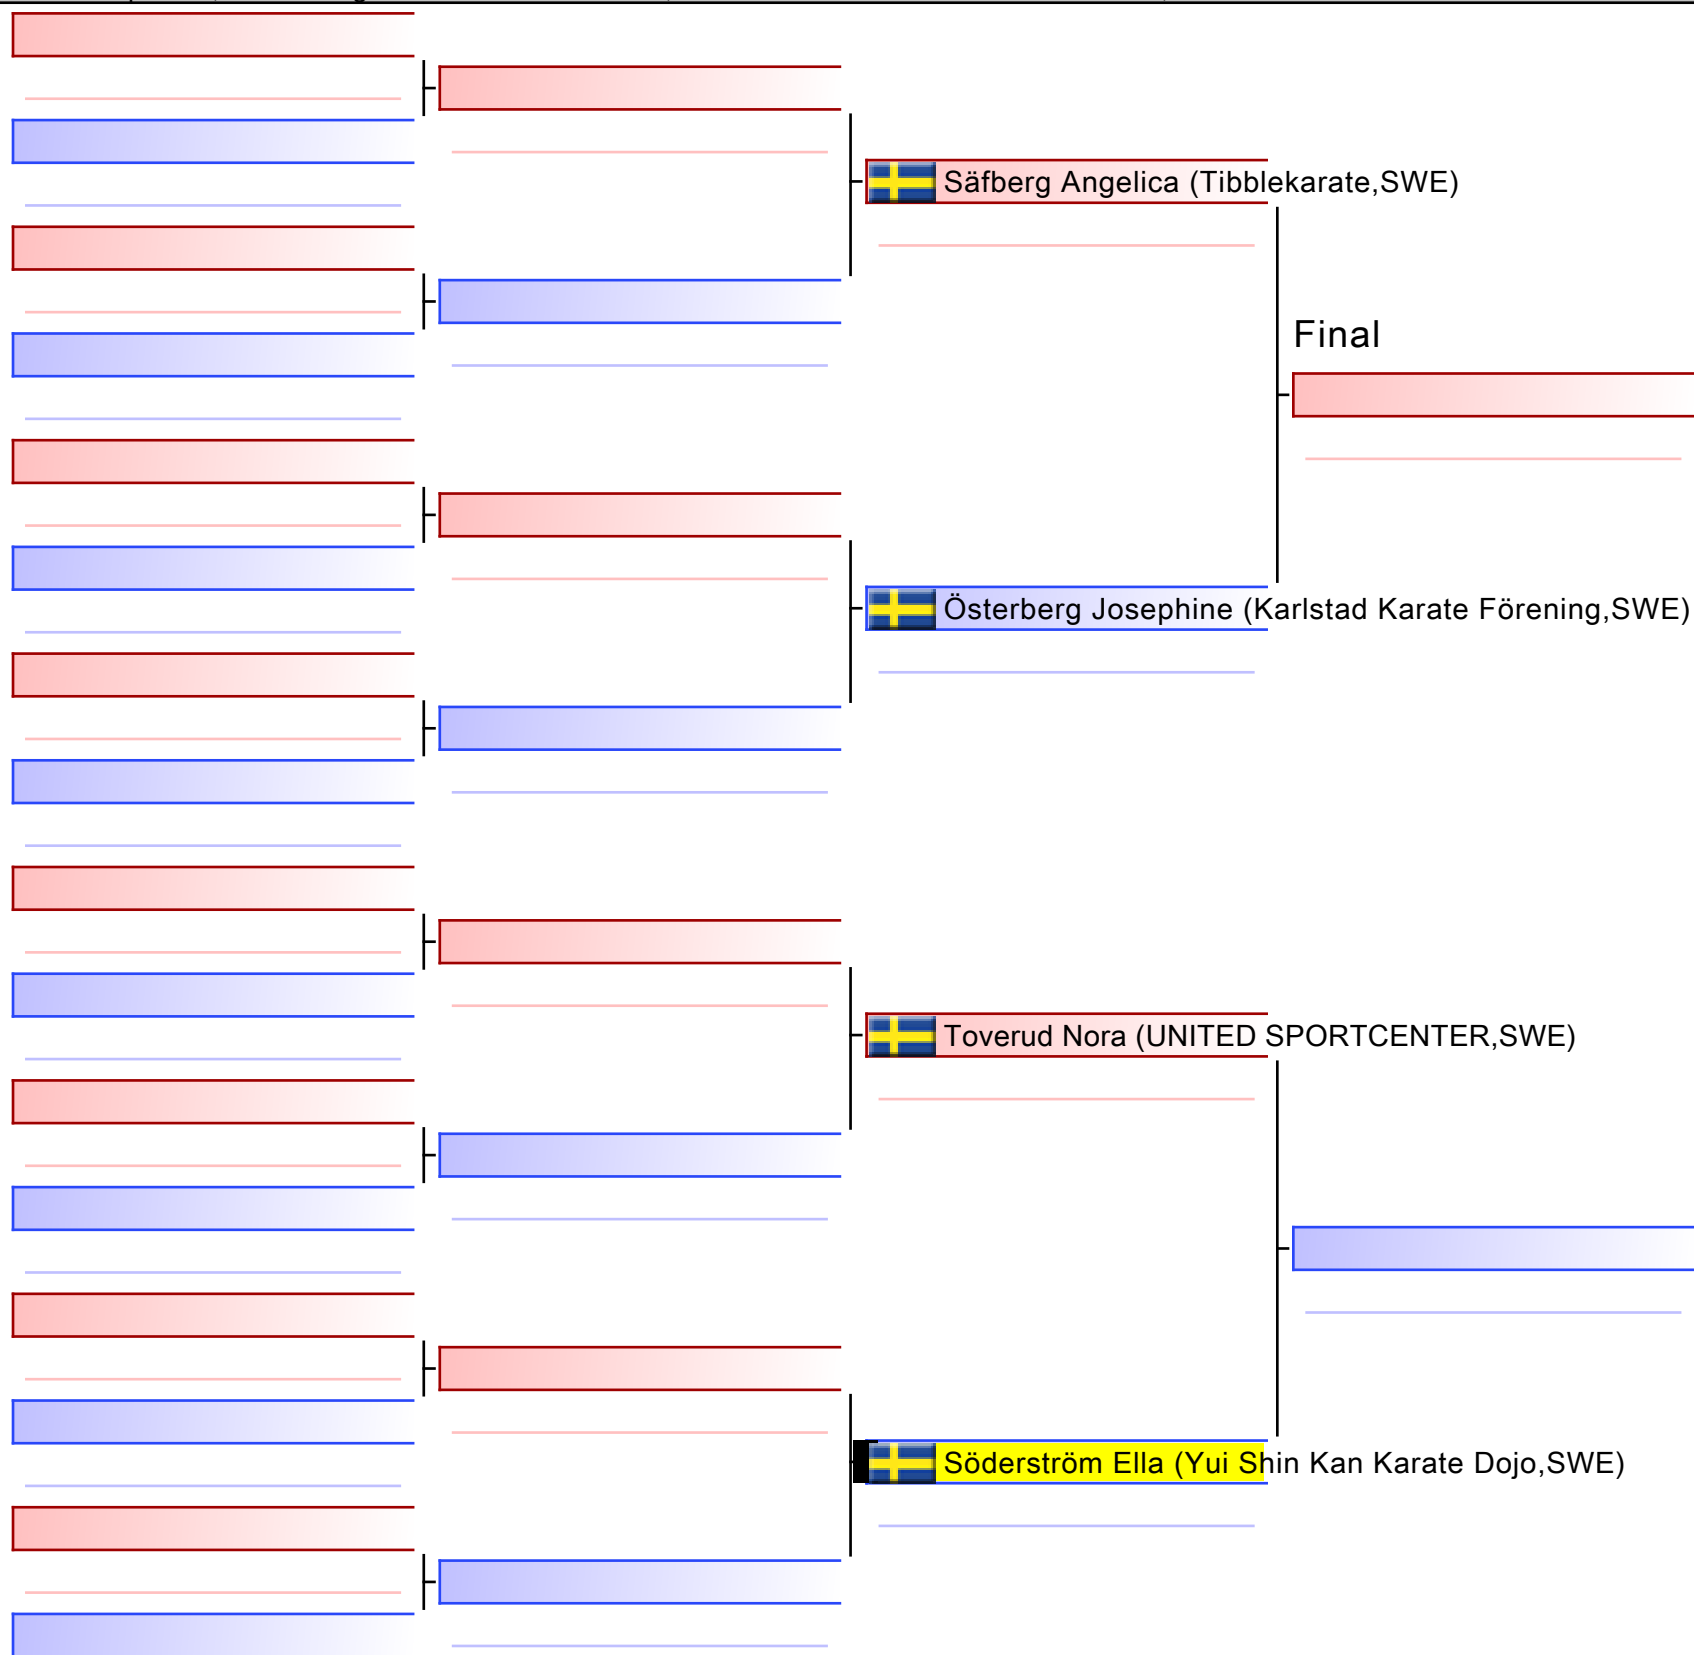 Säfberg Angelica (Tibblekarate,SWE)
Final
Österberg Josephine (Karlstad Karate Förening,SWE)
Toverud Nora (UNITED SPORTCENTER,SWE)
Söderström Ella (Yui Shin Kan Karate Dojo,SWE)